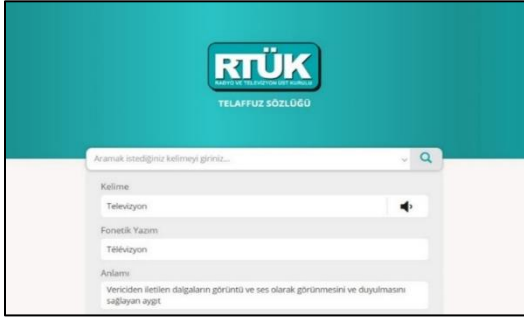 RTÜK
RADYO VE TELEVİZYON ÜST KURULU
TELAFFUZ SÖZLÜĞÜ
Aramak istediğiniz kelimeyi giriniz...
Kelime
Televizyon
Fonetik Yazım
Télévizyon
Anlamı
Vericiden iletilen dalgaların görüntü ve ses olarak görünmesini ve duyulmasını
sağlayan aygıt